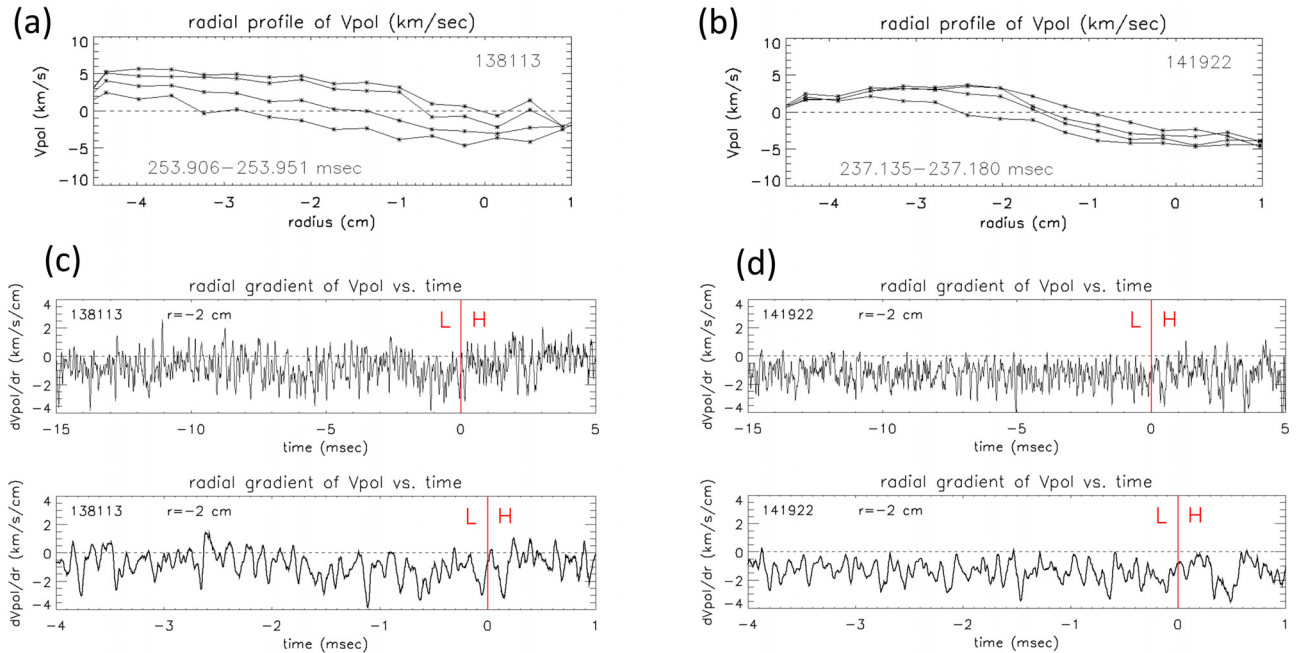 (a)
radial profile of Vpol (km/sec)
138113
253.906−253.951 msec
Vpol (km/s)
10
5
0
−5
−10
−4 −3 −2 −1 0 1
radius (cm)
(b)
radial profile of Vpol (km/sec)
141922
237.135−237.180 msec
Vpol (km/s)
10
5
0
−5
−10
−4 −3 −2 −1 0 1
radius (cm)
(c)
radial gradient of Vpol vs. time
138113 r=−2 cm
L H
dVpol/dr (km/s/cm)
4
2
0
−2
−4
−15 −10 −5 0 5
time (msec)
radial gradient of Vpol vs. time
138113 r=−2 cm
L H
dVpol/dr (km/s/cm)
4
2
0
−2
−4
−4 −3 −2 −1 0 1
time (msec)
(d)
radial gradient of Vpol vs. time
141922 r=−2 cm
L H
dVpol/dr (km/s/cm)
4
2
0
−2
−4
−15 −10 −5 0 5
time (msec)
radial gradient of Vpol vs. time
141922 r=−2 cm
L H
dVpol/dr (km/s/cm)
4
2
0
−2
−4
−4 −3 −2 −1 0 1
time (msec)